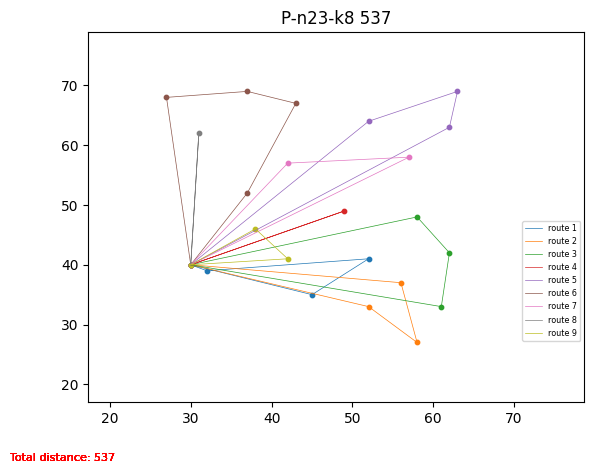 P-n23-k8 537
70
60
50
40
30
20
20
30
40
50
60
70
route 1
route 2
route 3
route 4
route 5
route 6
route 7
route 8
route 9
Total distance: 537